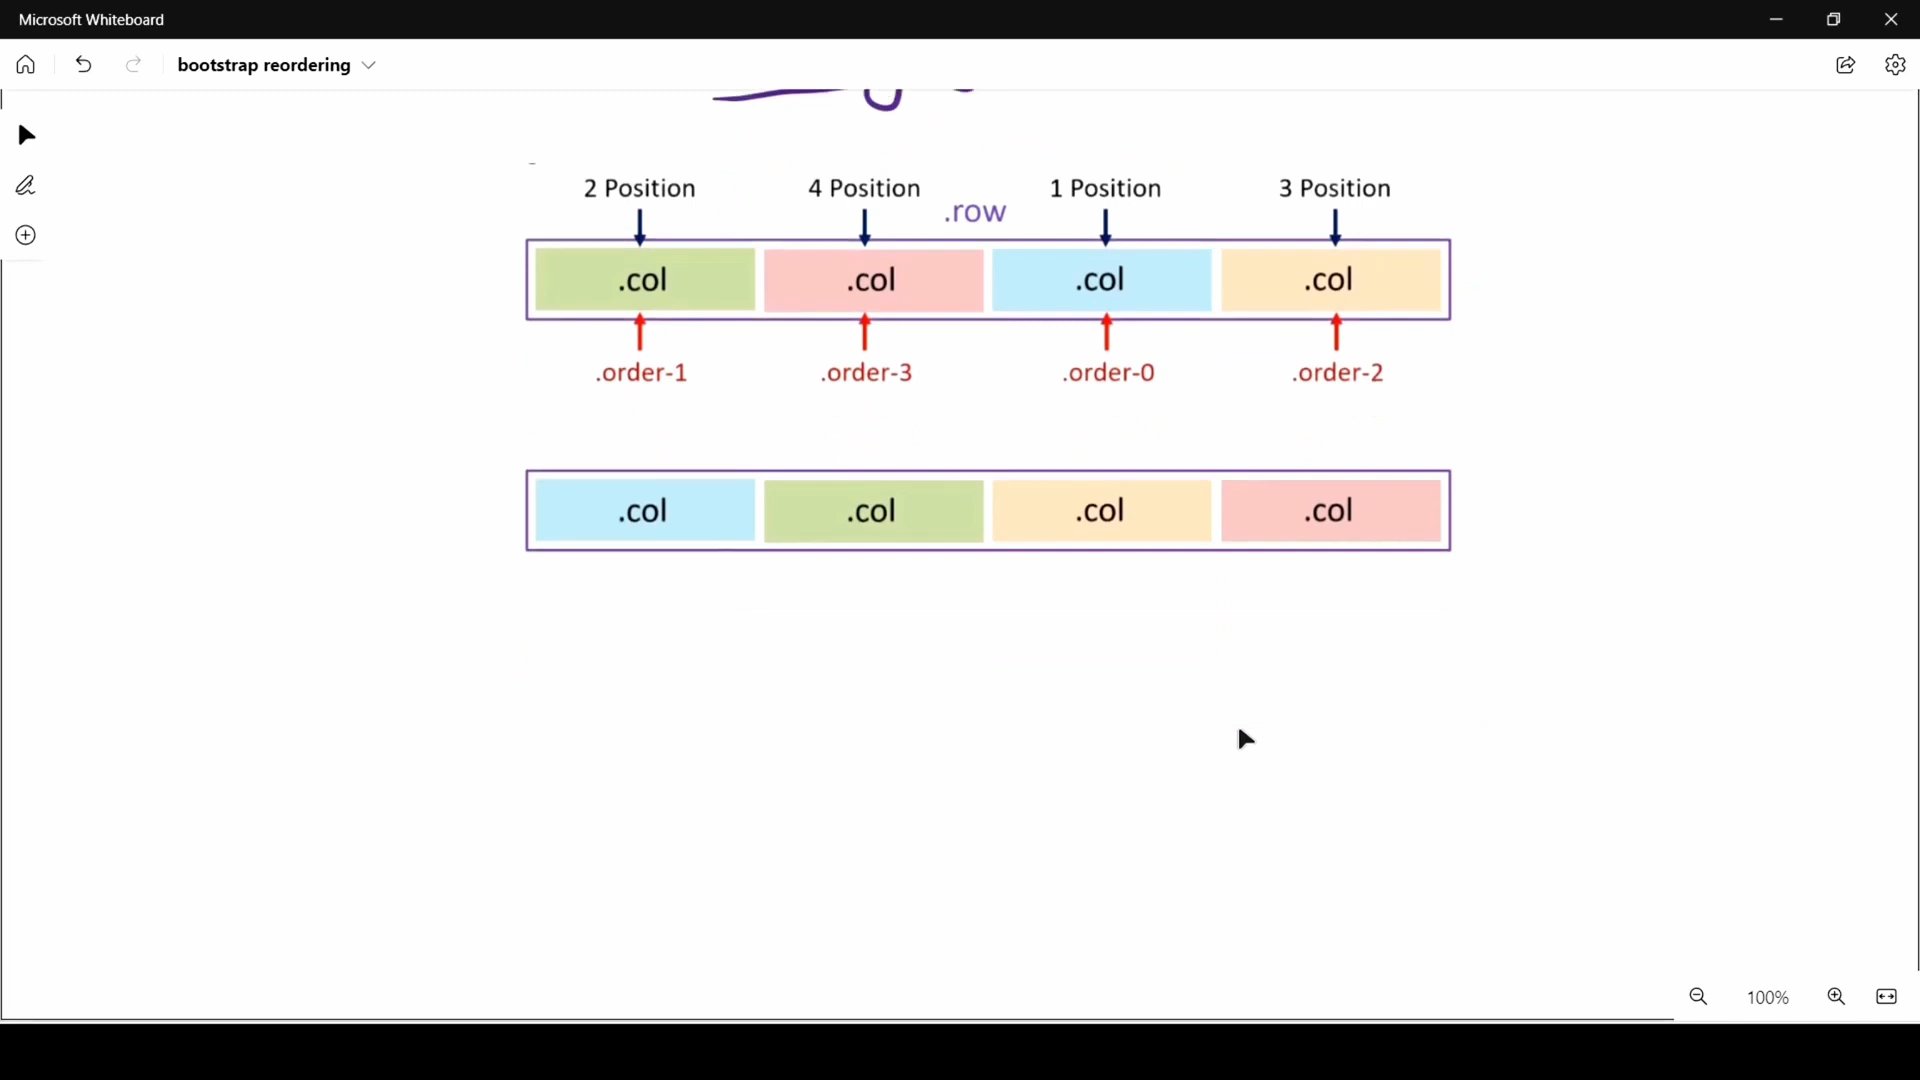 Microsoft Whiteboard
bootstrap reordering
2 Position 4 Position 1 Position 3 Position
.row
.col .col .col .col
.order-1 .order-3 .order-0 .order-2
.col .col .col .col
100%